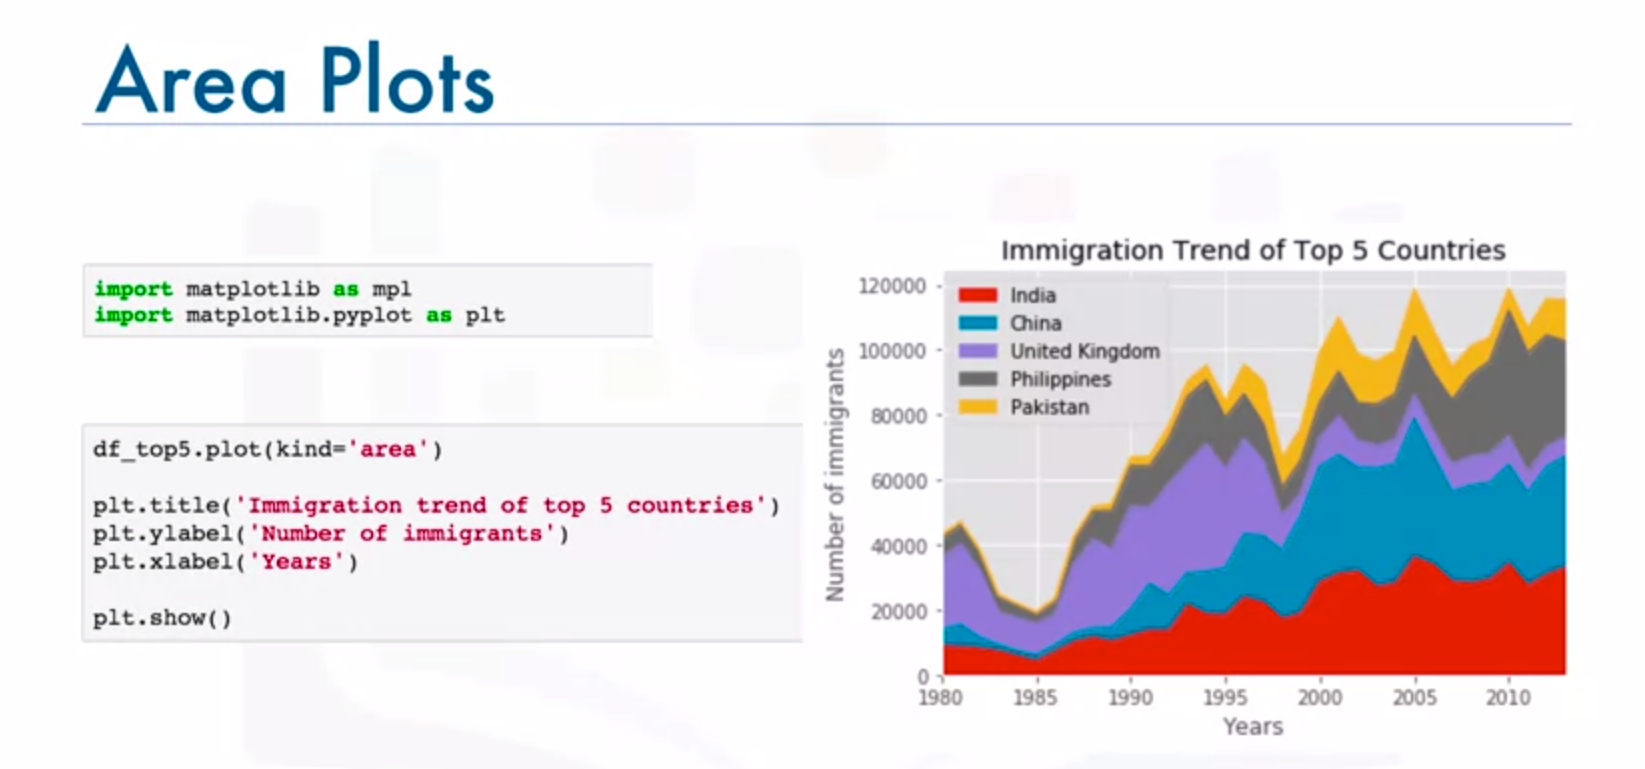 Area Plots
import matplotlib as mpl
import matplotlib.pyplot as plt
df_top5.plot(kind='area')
plt.title('Immigration trend of top 5 countries')
plt.ylabel('Number of immigrants')
plt.xlabel('Years')
plt.show()
Immigration Trend of Top 5 Countries
Number of immigrants
120000
100000
80000
60000
40000
20000
0
India
China
United Kingdom
Philippines
Pakistan
1980 1985 1990 1995 2000 2005 2010
Years